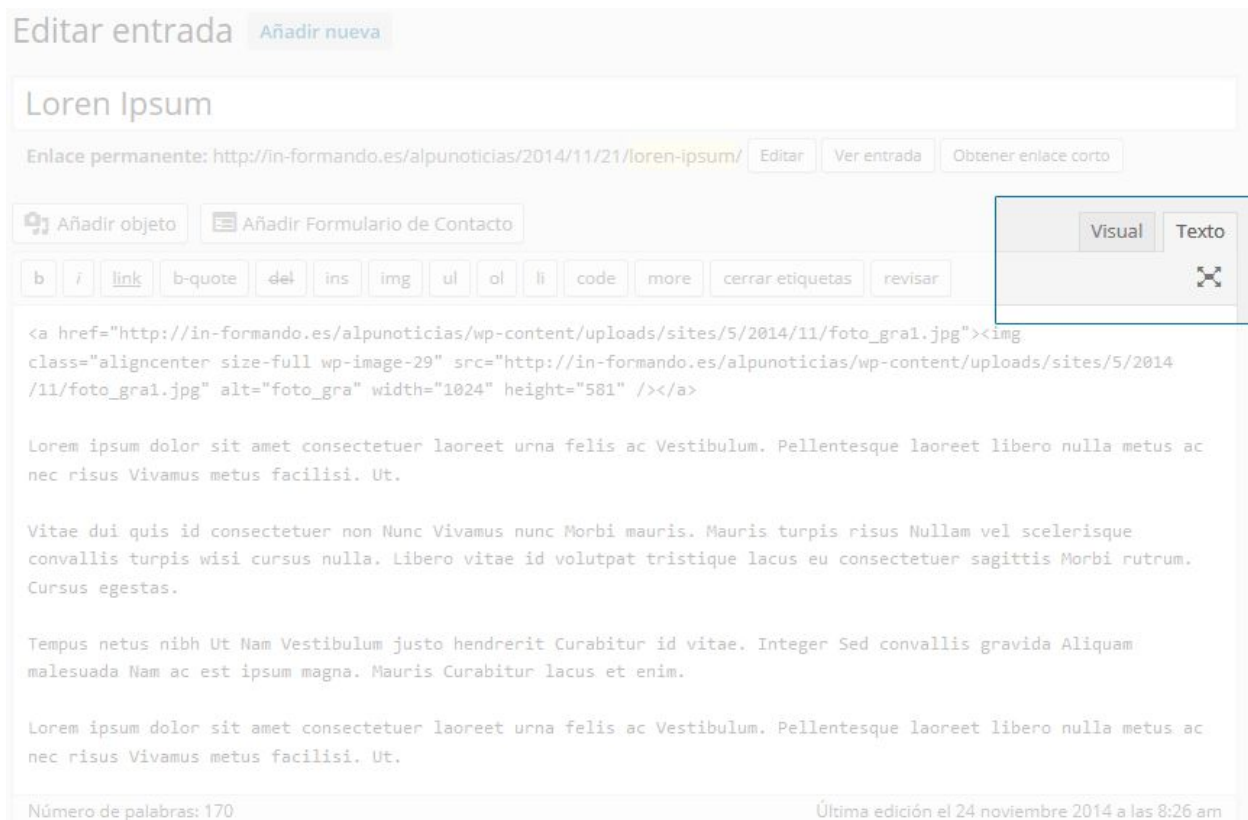 Editar entrada Añadir nueva
Loren Ipsum
Enlace permanente: http://in-formando.es/alpunoticias/2014/11/21/loren-ipsum/ Editar Ver entrada Obtener enlace corto
Añadir objeto Añadir Formulario de Contacto Visual Texto
b i link b-quote del ins img ul ol li code more cerrar etiquetas revisar
<a href="http://in-formando.es/alpunoticias/wp-content/uploads/sites/5/2014/11/foto_gra1.jpg"><img
class="aligncenter size-full wp-image-29" src="http://in-formando.es/alpunoticias/wp-content/uploads/sites/5/2014
/11/foto_gra1.jpg" alt="foto_gra" width="1024" height="581" /></a>
Lorem ipsum dolor sit amet consectetuer laoreet urna felis ac Vestibulum. Pellentesque laoreet libero nulla metus ac
nec risus Vivamus metus facilisi. Ut.
Vitae dui quis id consectetuer non Nunc Vivamus nunc Morbi mauris. Mauris turpis risus Nullam vel scelerisque
convallis turpis wisi cursus nulla. Libero vitae id volutpat tristique lacus eu consectetuer sagittis Morbi rutrum.
Cursus egestas.
Tempus netus nibh Ut Nam Vestibulum justo hendrerit Curabitur id vitae. Integer Sed convallis gravida Aliquam
malesuada Nam ac est ipsum magna. Mauris Curabitur lacus et enim.
Lorem ipsum dolor sit amet consectetuer laoreet urna felis ac Vestibulum. Pellentesque laoreet libero nulla metus ac
nec risus Vivamus metus facilisi. Ut.
Número de palabras: 170 Última edición el 24 noviembre 2014 a las 8:26 am